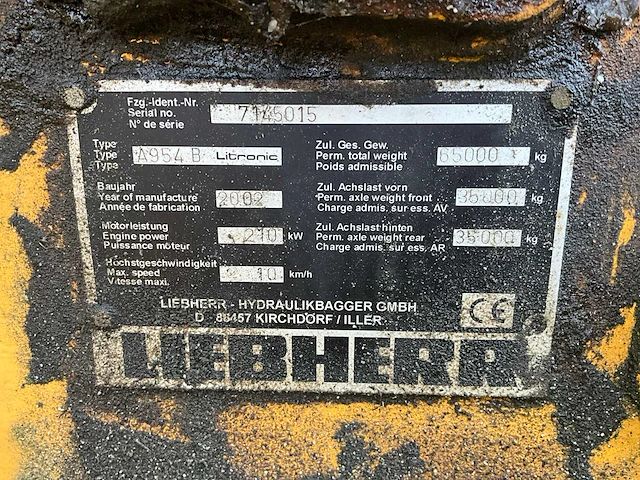 Fzg.-Ident.-Nr.
Serial no. 7145015
N° de série
Type
Type A954 B Litronic
Type
Baujahr
Year of manufacture 2002
Année de fabrication
Motorleistung
Engine power 210 kW
Puissance moteur
Höchstgeschwindigkeit
Max. speed 10 km/h
Vitesse maxi.
Zul. Ges. Gew.
Perm. total weight 65000 kg
Poids admissible
Zul. Achslast vorn
Perm. axle weight front 35000 kg
Charge admis. sur ess. AV
Zul. Achslast hinten
Perm. axle weight rear 35000 kg
Charge admis. sur ess. AR
LIEBHERR - HYDRAULIKBAGGER GMBH
D 88457 KIRCHDORF / ILLER
CE
LIEBHERR